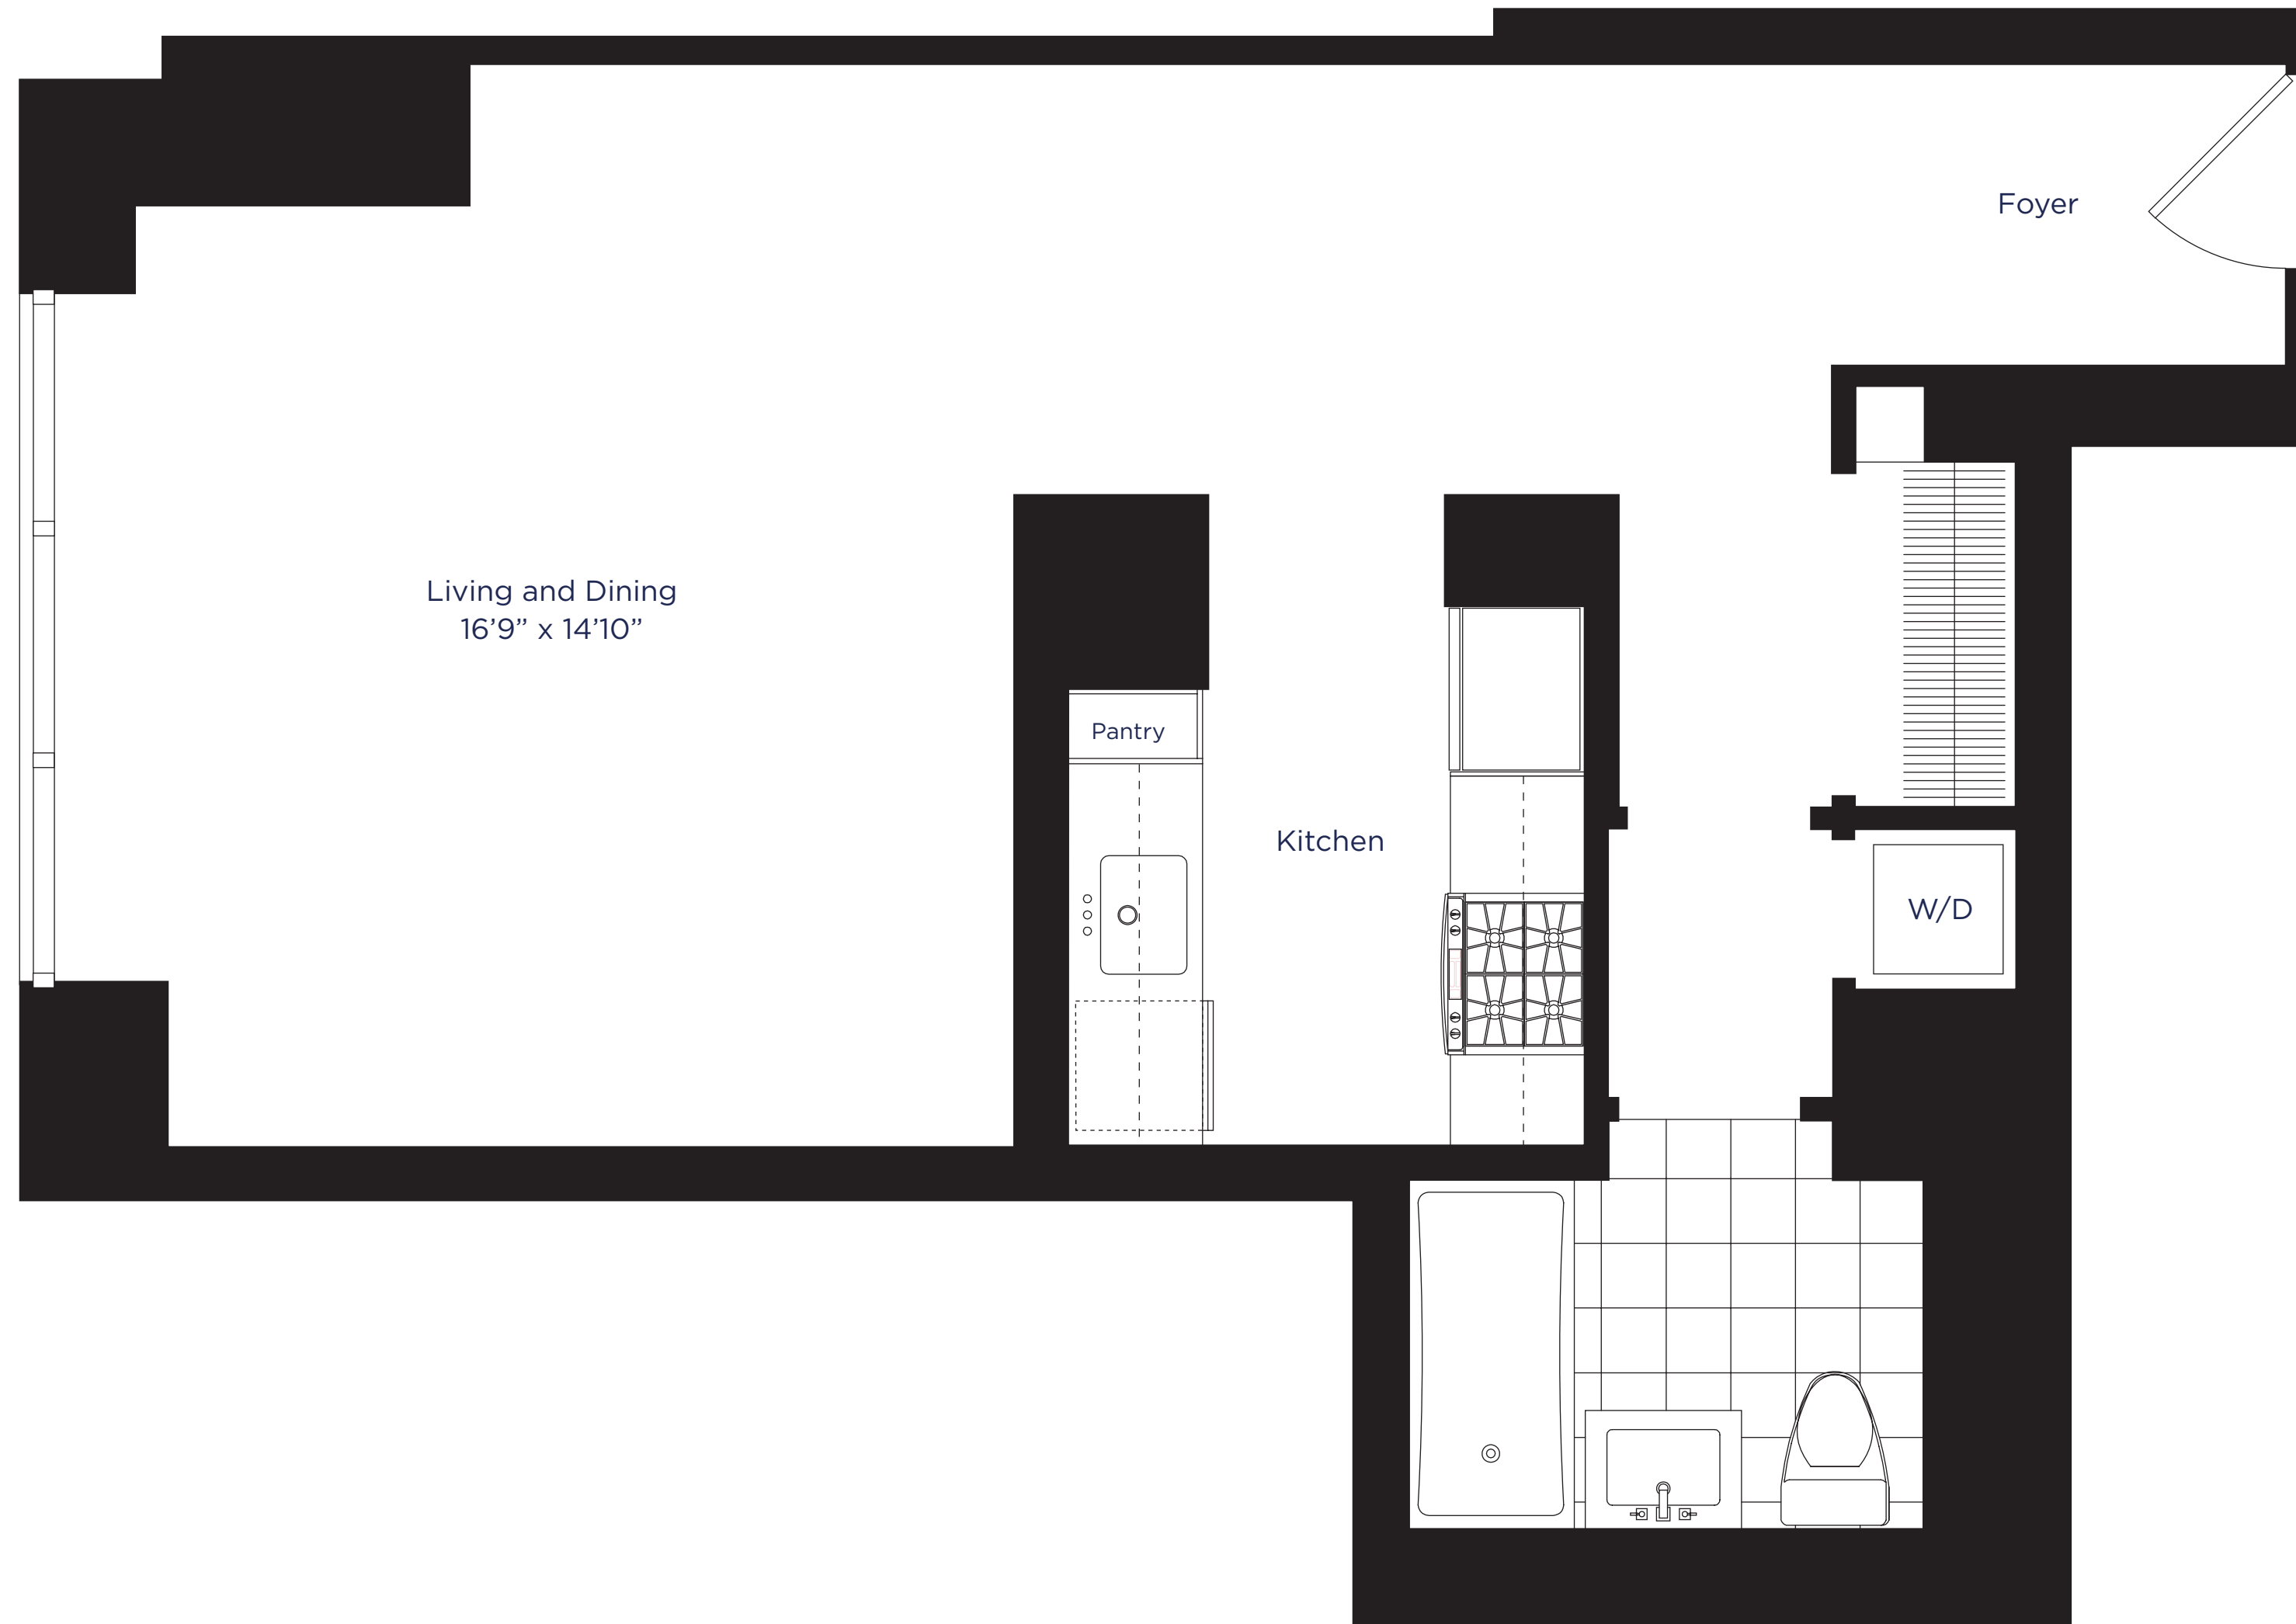 Foyer
Living and Dining
16’9” x 14’10”
Pantry
Kitchen
W/D